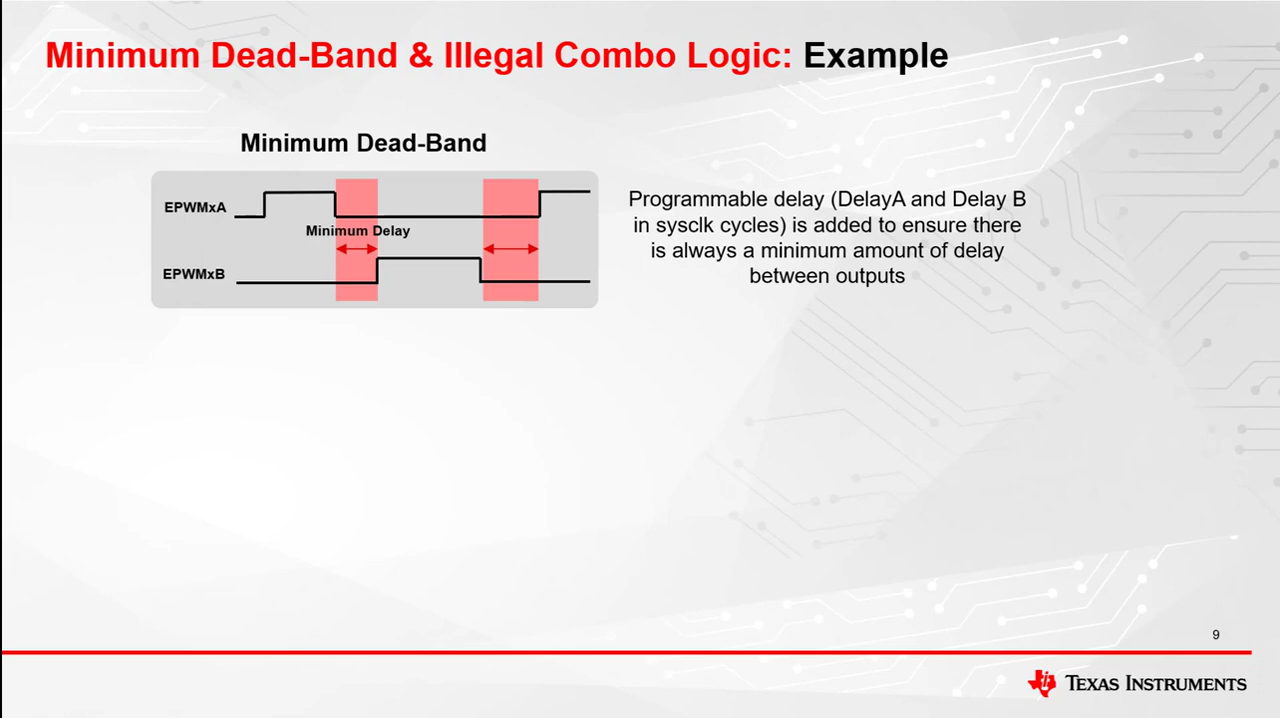 Minimum Dead-Band & Illegal Combo Logic: Example
Minimum Dead-Band
EPWMxA
Minimum Delay
EPWMxB
Programmable delay (DelayA and Delay B
in sysclk cycles) is added to ensure there
is always a minimum amount of delay
between outputs
9
TEXAS INSTRUMENTS